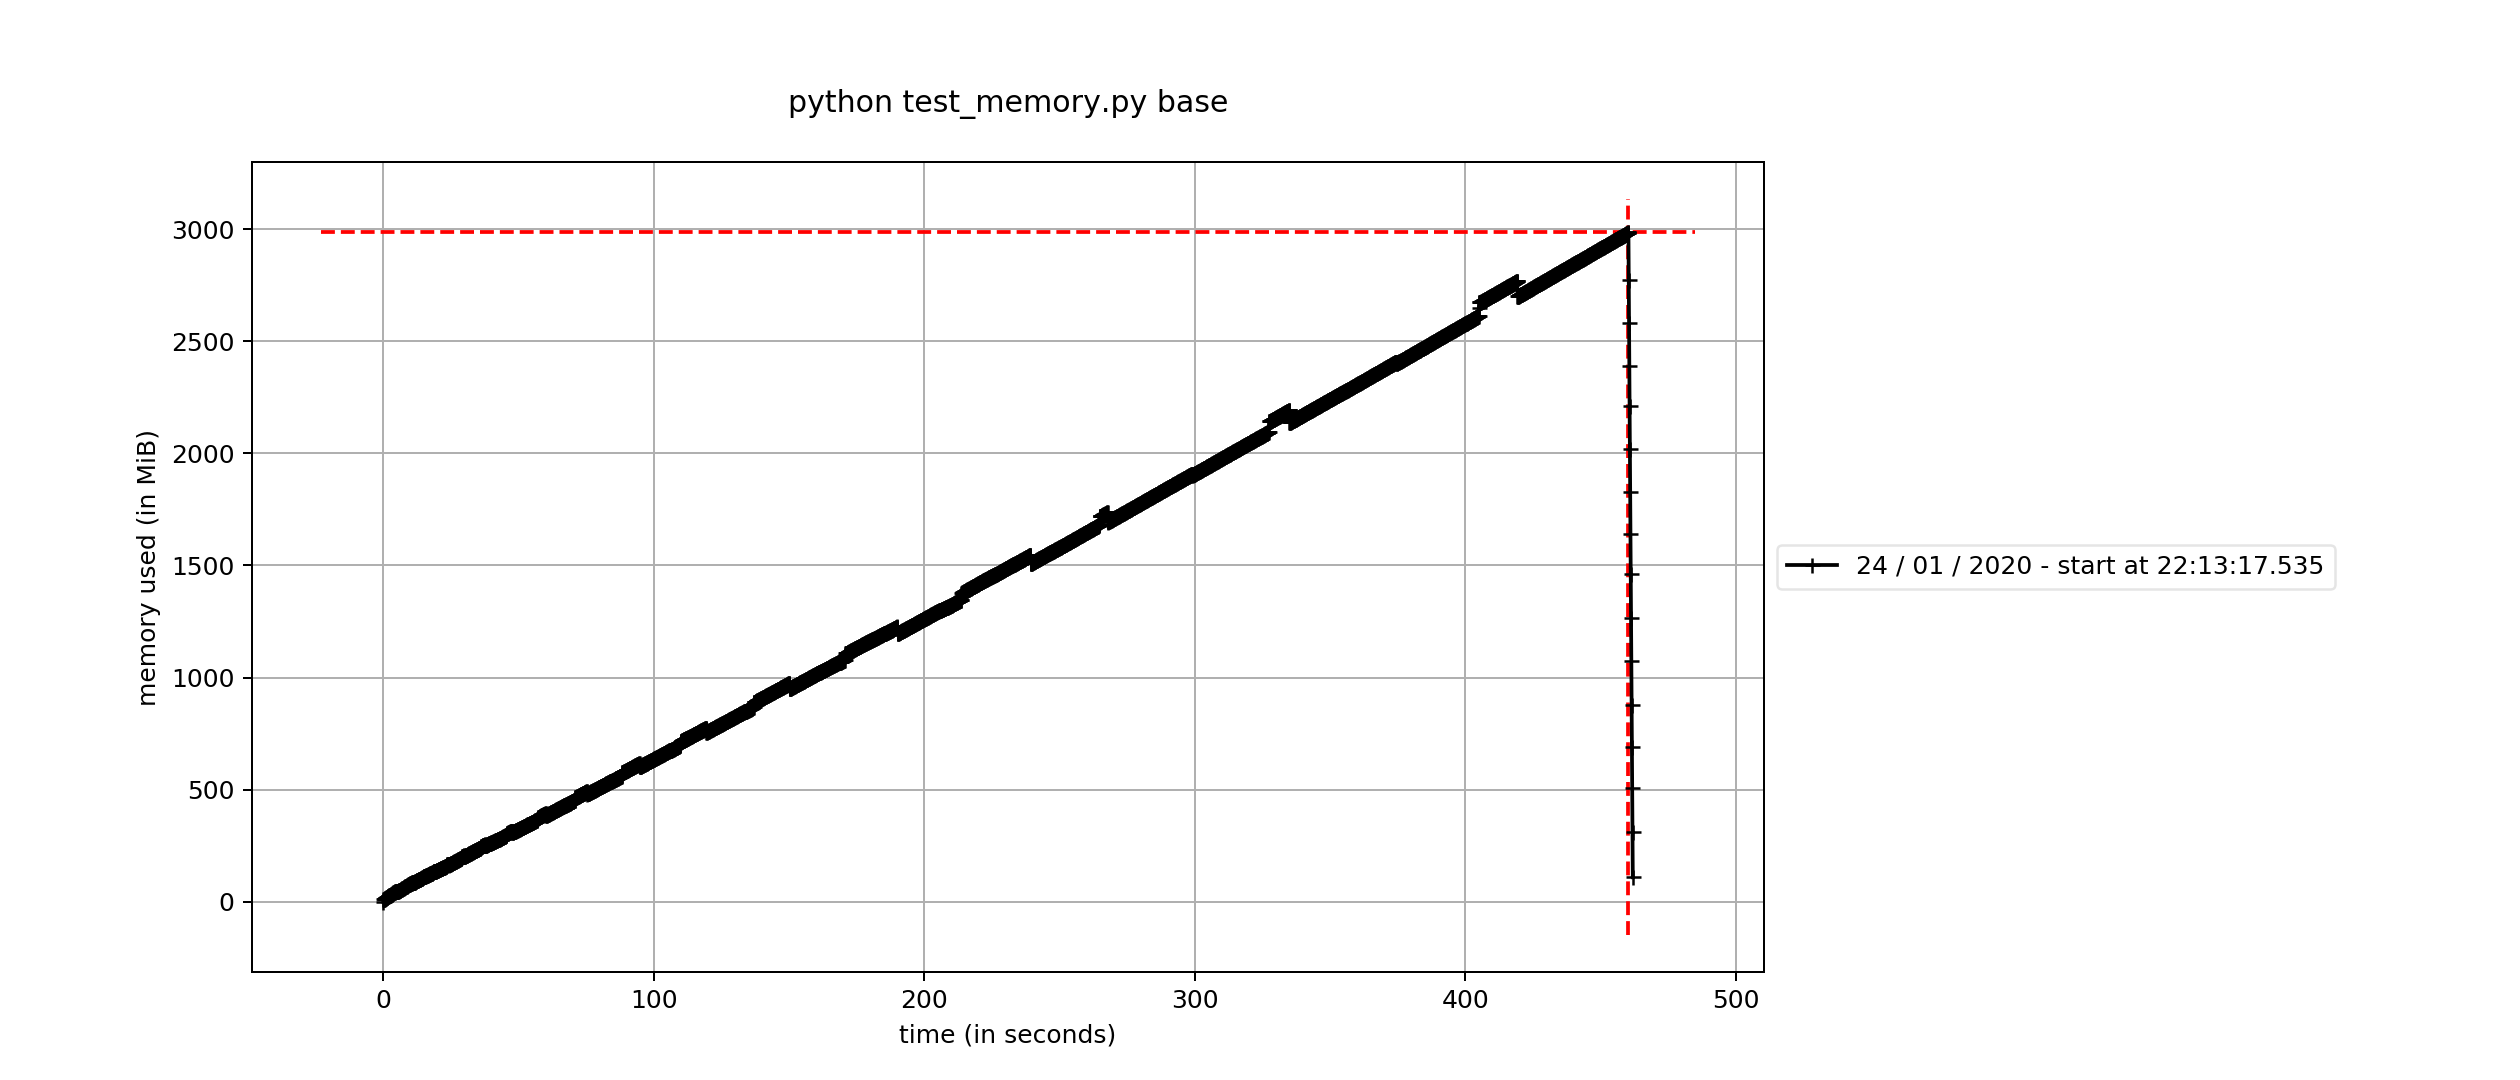 python test_memory.py base
memory used (in MiB)
3000
2500
2000
1500
1000
500
0
0 100 200 300 400 500
time (in seconds)
24 / 01 / 2020 - start at 22:13:17.535